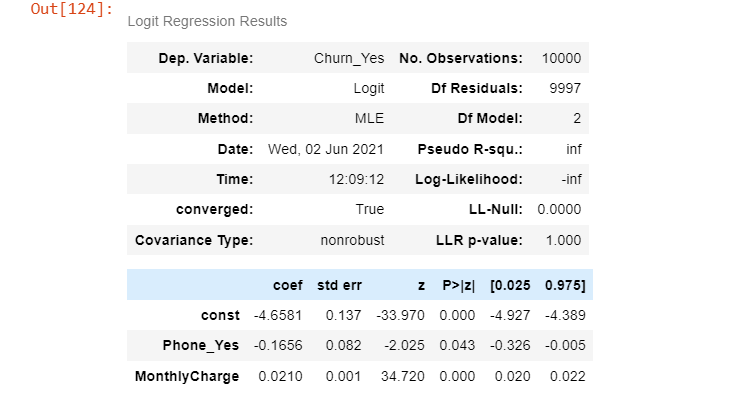 Out[124]:
Logit Regression Results
Dep. Variable: Churn_Yes No. Observations: 10000
Model: Logit Df Residuals: 9997
Method: MLE Df Model: 2
Date: Wed, 02 Jun 2021 Pseudo R-squ.: inf
Time: 12:09:12 Log-Likelihood: -inf
converged: True LL-Null: 0.0000
Covariance Type: nonrobust LLR p-value: 1.000
coef std err z P>|z| [0.025 0.975]
const -4.6581 0.137 -33.970 0.000 -4.927 -4.389
Phone_Yes -0.1656 0.082 -2.025 0.043 -0.326 -0.005
MonthlyCharge 0.0210 0.001 34.720 0.000 0.020 0.022